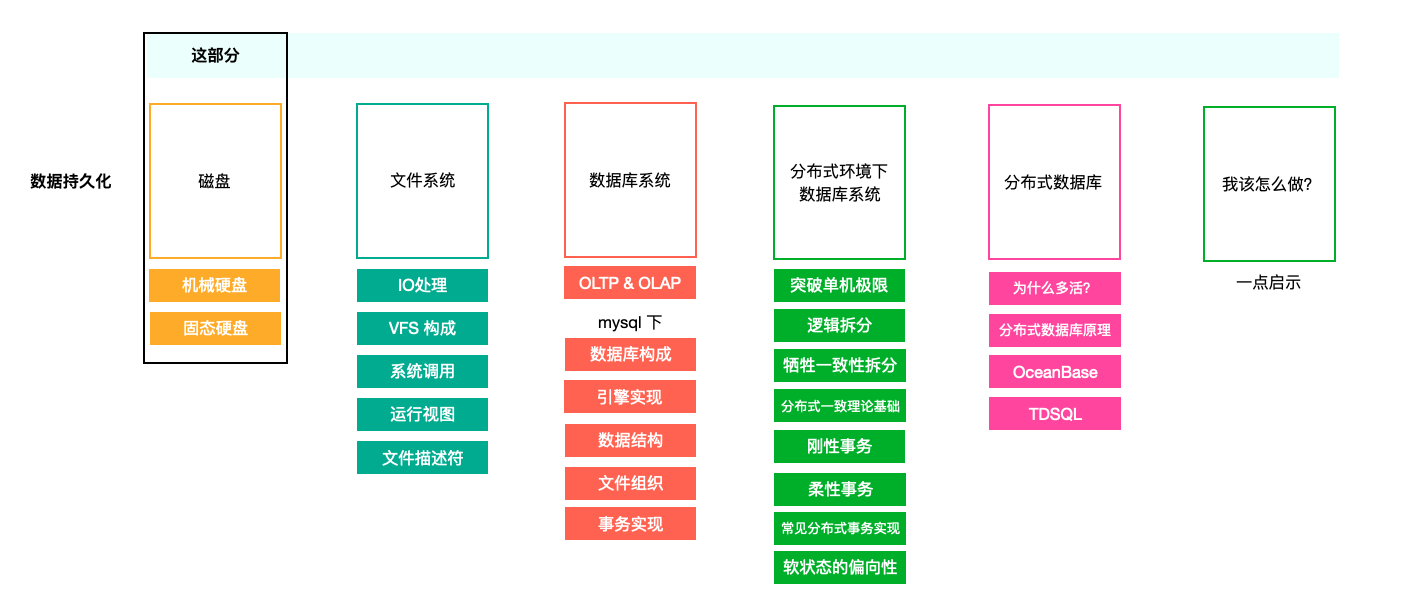 这部分
数据持久化
磁盘
机械硬盘
固态硬盘
文件系统
IO处理
VFS 构成
系统调用
运行视图
文件描述符
数据库系统
OLTP & OLAP
mysql 下
数据库构成
引擎实现
数据结构
文件组织
事务实现
分布式环境下
数据库系统
突破单机极限
逻辑拆分
牺牲一致性拆分
分布式一致理论基础
刚性事务
柔性事务
常见分布式事务实现
软状态的偏向性
分布式数据库
为什么多活?
分布式数据库原理
OceanBase
TDSQL
我该怎么做?
一点启示